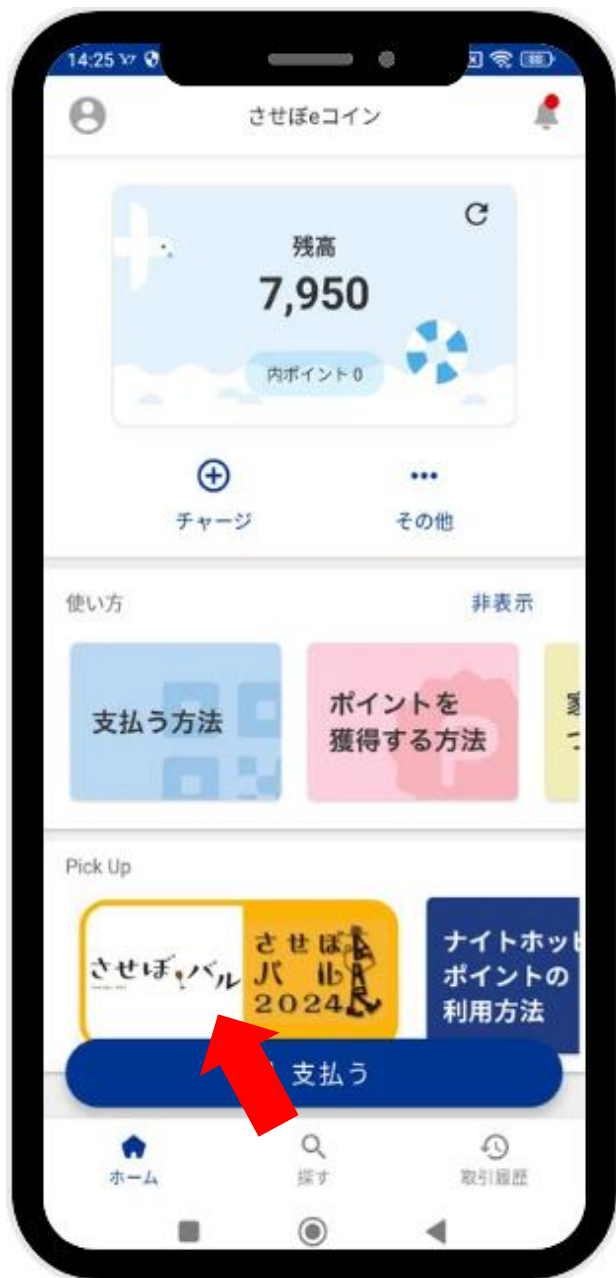 14:25
88
させぼeコイン
残高
7,950
内ポイント 0
チャージ
その他
使い方
非表示
支払う方法
ポイントを
獲得する方法
Pick Up
させぼバル
させぼ
バル
2024
ナイトホッ
ポイントの
利用方法
支払う
ホーム
探す
取引履歴